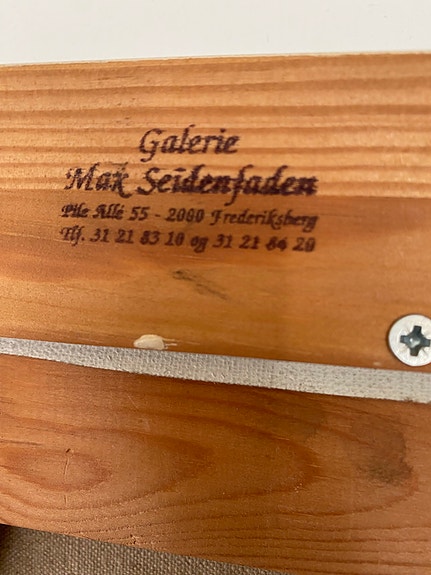 Galerie
Max Seidenfaden
Pile Allé 55 - 2000 Frederiksberg
Tlf. 31 21 83 10 og 31 21 84 20